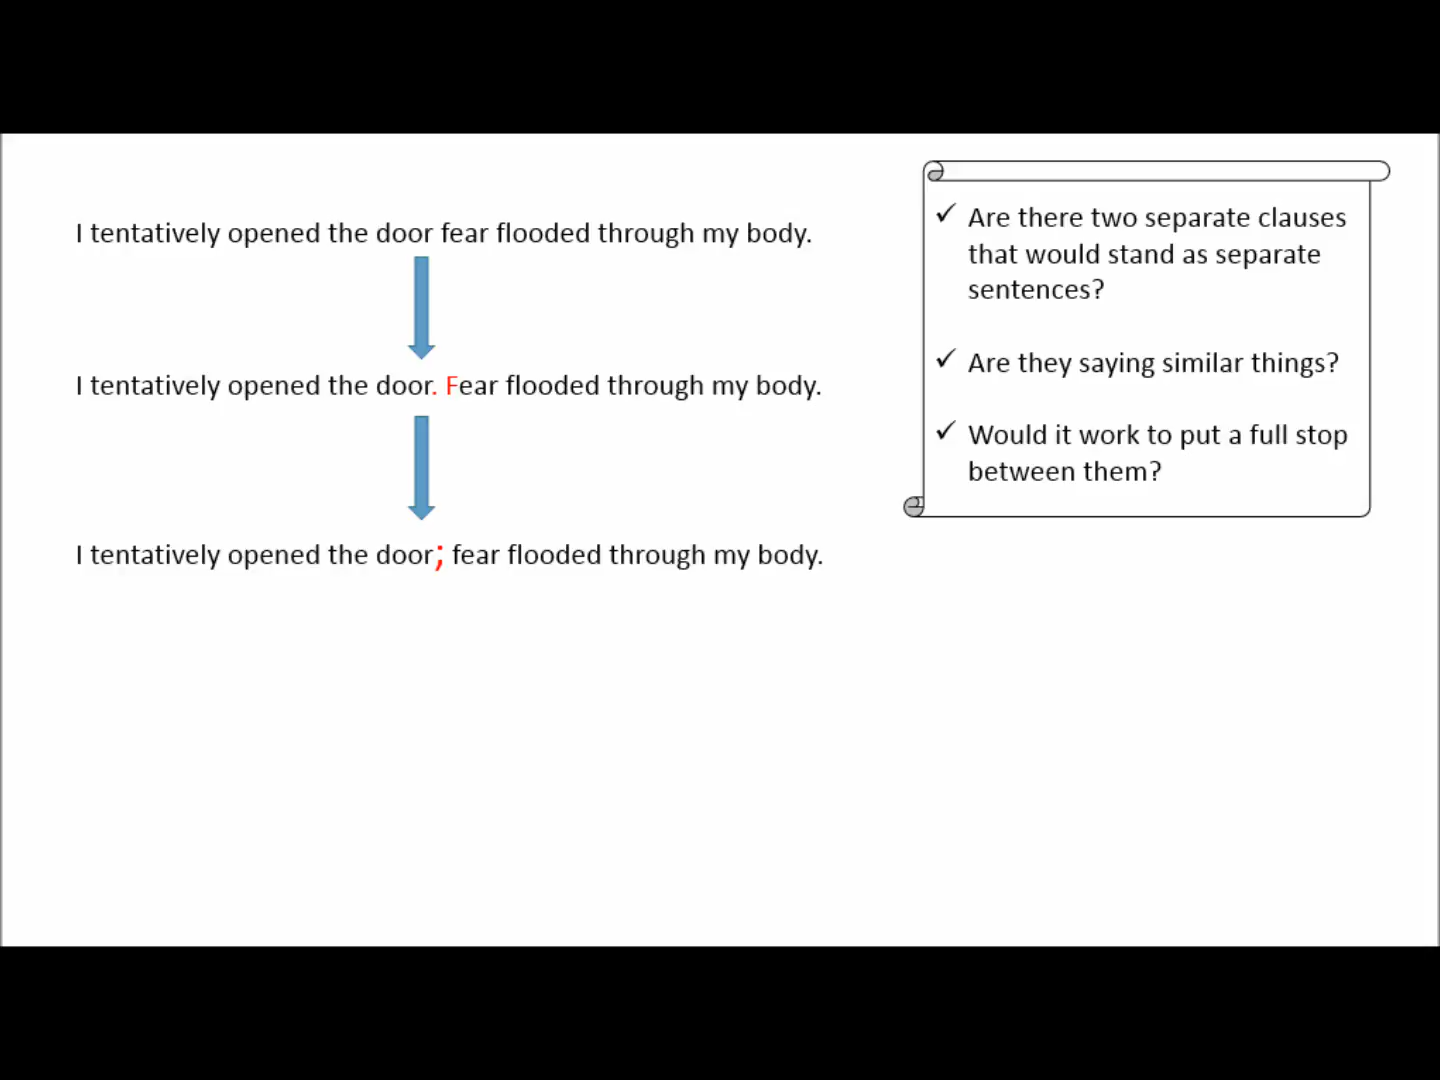 I tentatively opened the door fear flooded through my body.
I tentatively opened the door. Fear flooded through my body.
I tentatively opened the door; fear flooded through my body.
✓ Are there two separate clauses
that would stand as separate
sentences?
✓ Are they saying similar things?
✓ Would it work to put a full stop
between them?